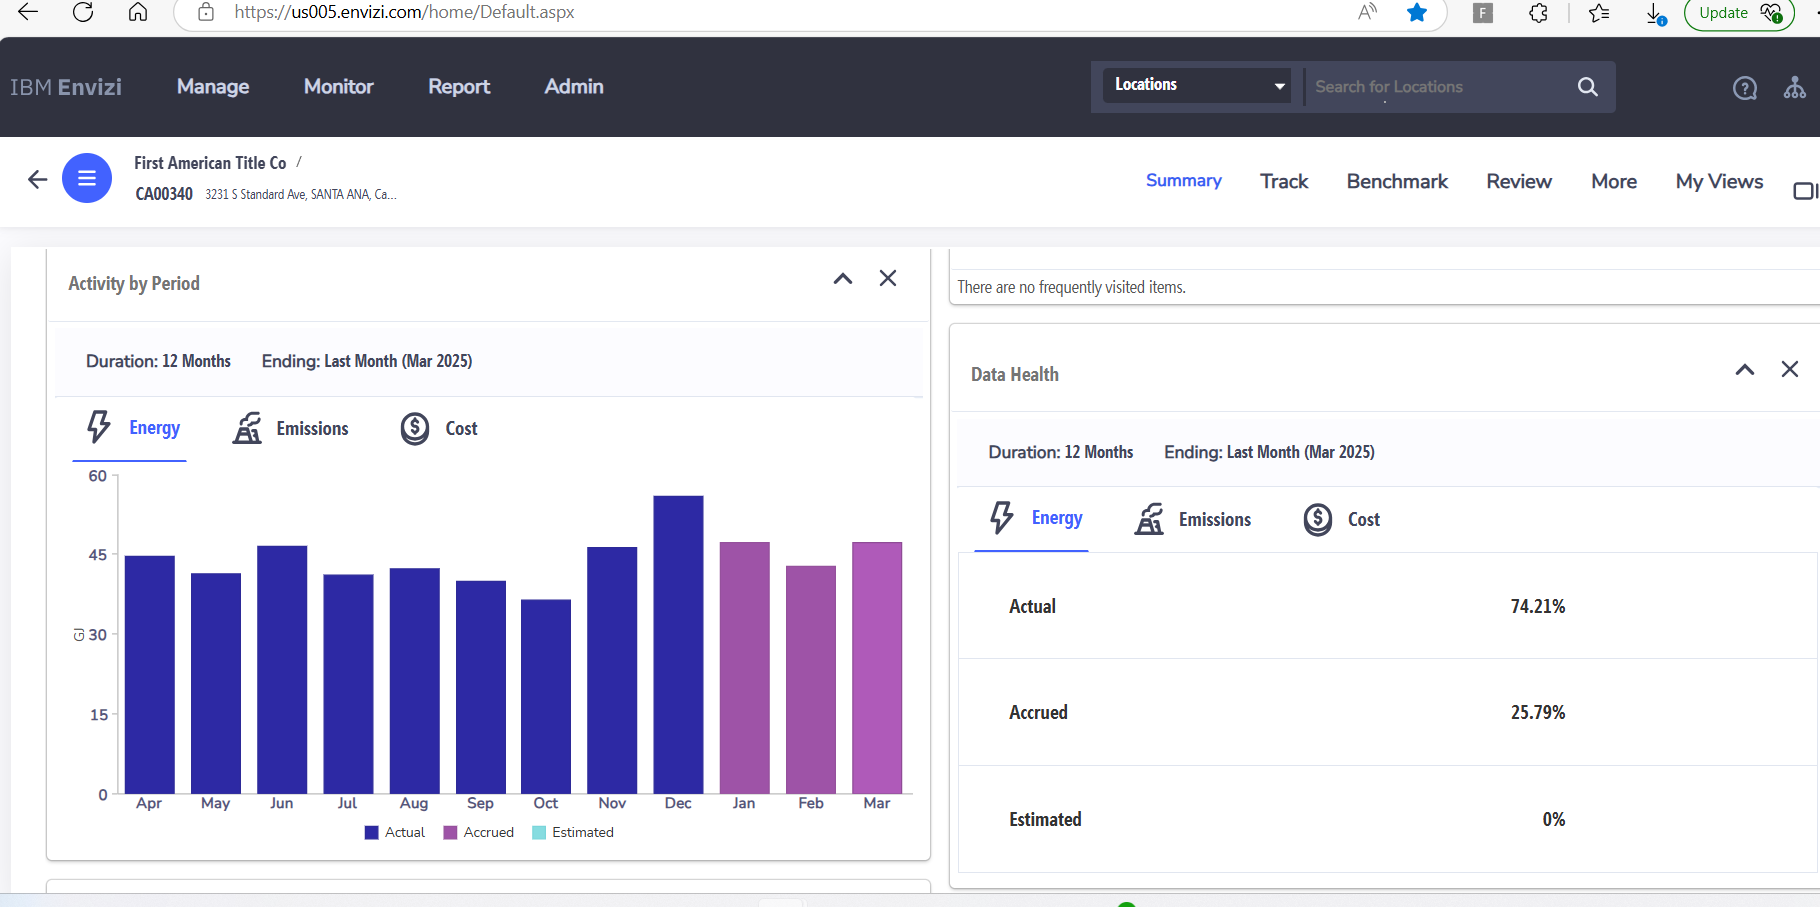 https://us005.envizi.com/home/Default.aspx
F
Update
IBM Envizi
Manage
Monitor
Report
Admin
Locations
Search for Locations
First American Title Co /
CA00340 3231 S Standard Ave, SANTA ANA, Ca...
Summary
Track
Benchmark
Review
More
My Views
Activity by Period
Duration: 12 Months Ending: Last Month (Mar 2025)
Energy
Emissions
Cost
60
45
30
15
0
GJ
Apr May Jun Jul Aug Sep Oct Nov Dec Jan Feb Mar
Actual Accrued Estimated
There are no frequently visited items.
Data Health
Duration: 12 Months Ending: Last Month (Mar 2025)
Energy
Emissions
Cost
Actual 74.21%
Accrued 25.79%
Estimated 0%